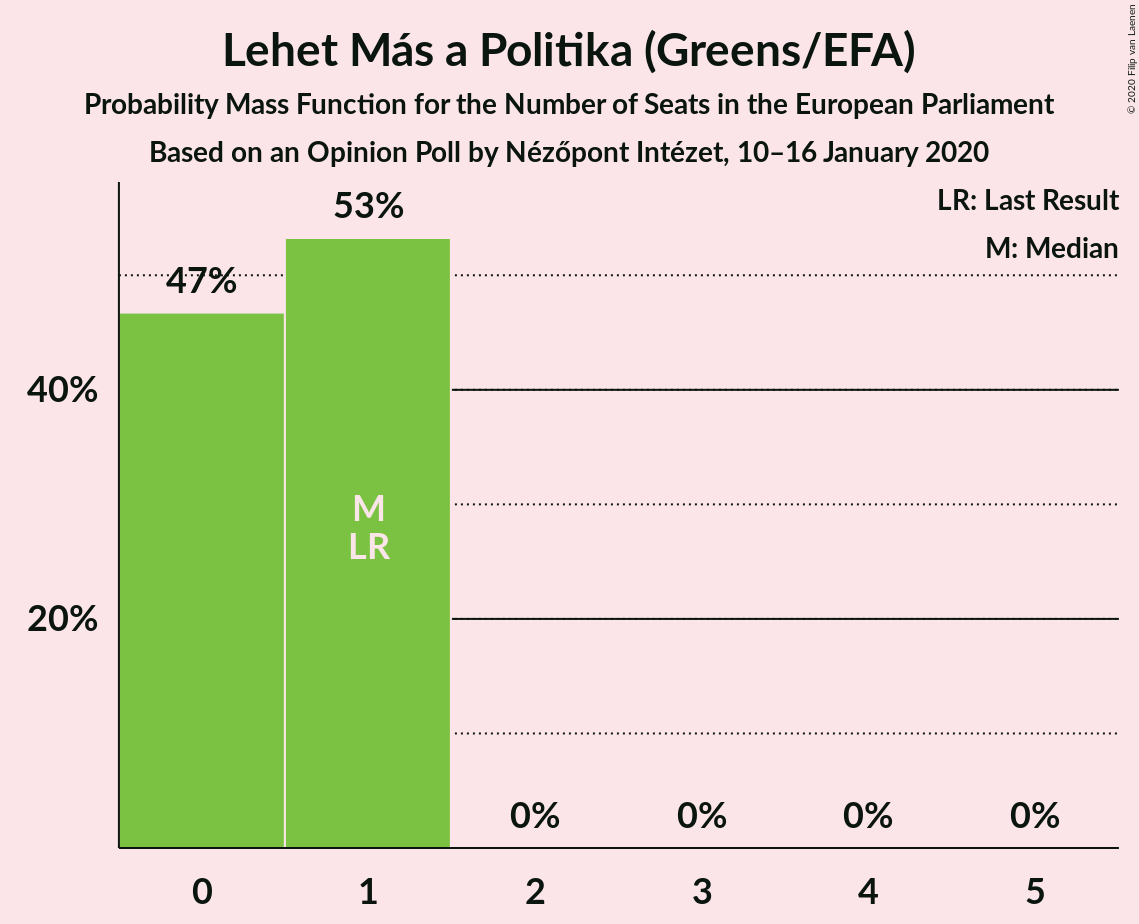 Lehet Más a Politika (Greens/EFA)
Probability Mass Function for the Number of Seats in the European Parliament
Based on an Opinion Poll by Nézőpont Intézet, 10–16 January 2020
© 2020 Filip van Laenen
LR: Last Result
M: Median
53%
47%
40%
20%
M
LR
0%
0%
0%
0%
0
1
2
3
4
5